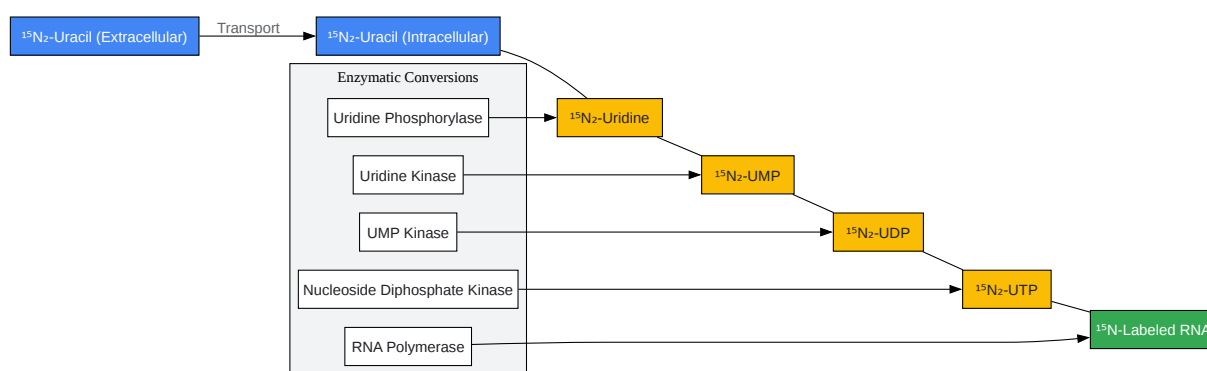 ¹⁵N₂-Uracil (Extracellular)
Transport
¹⁵N₂-Uracil (Intracellular)
Enzymatic Conversions
Uridine Phosphorylase
¹⁵N₂-Uridine
Uridine Kinase
¹⁵N₂-UMP
UMP Kinase
¹⁵N₂-UDP
Nucleoside Diphosphate Kinase
¹⁵N₂-UTP
¹⁵N-Labeled RNA
RNA Polymerase